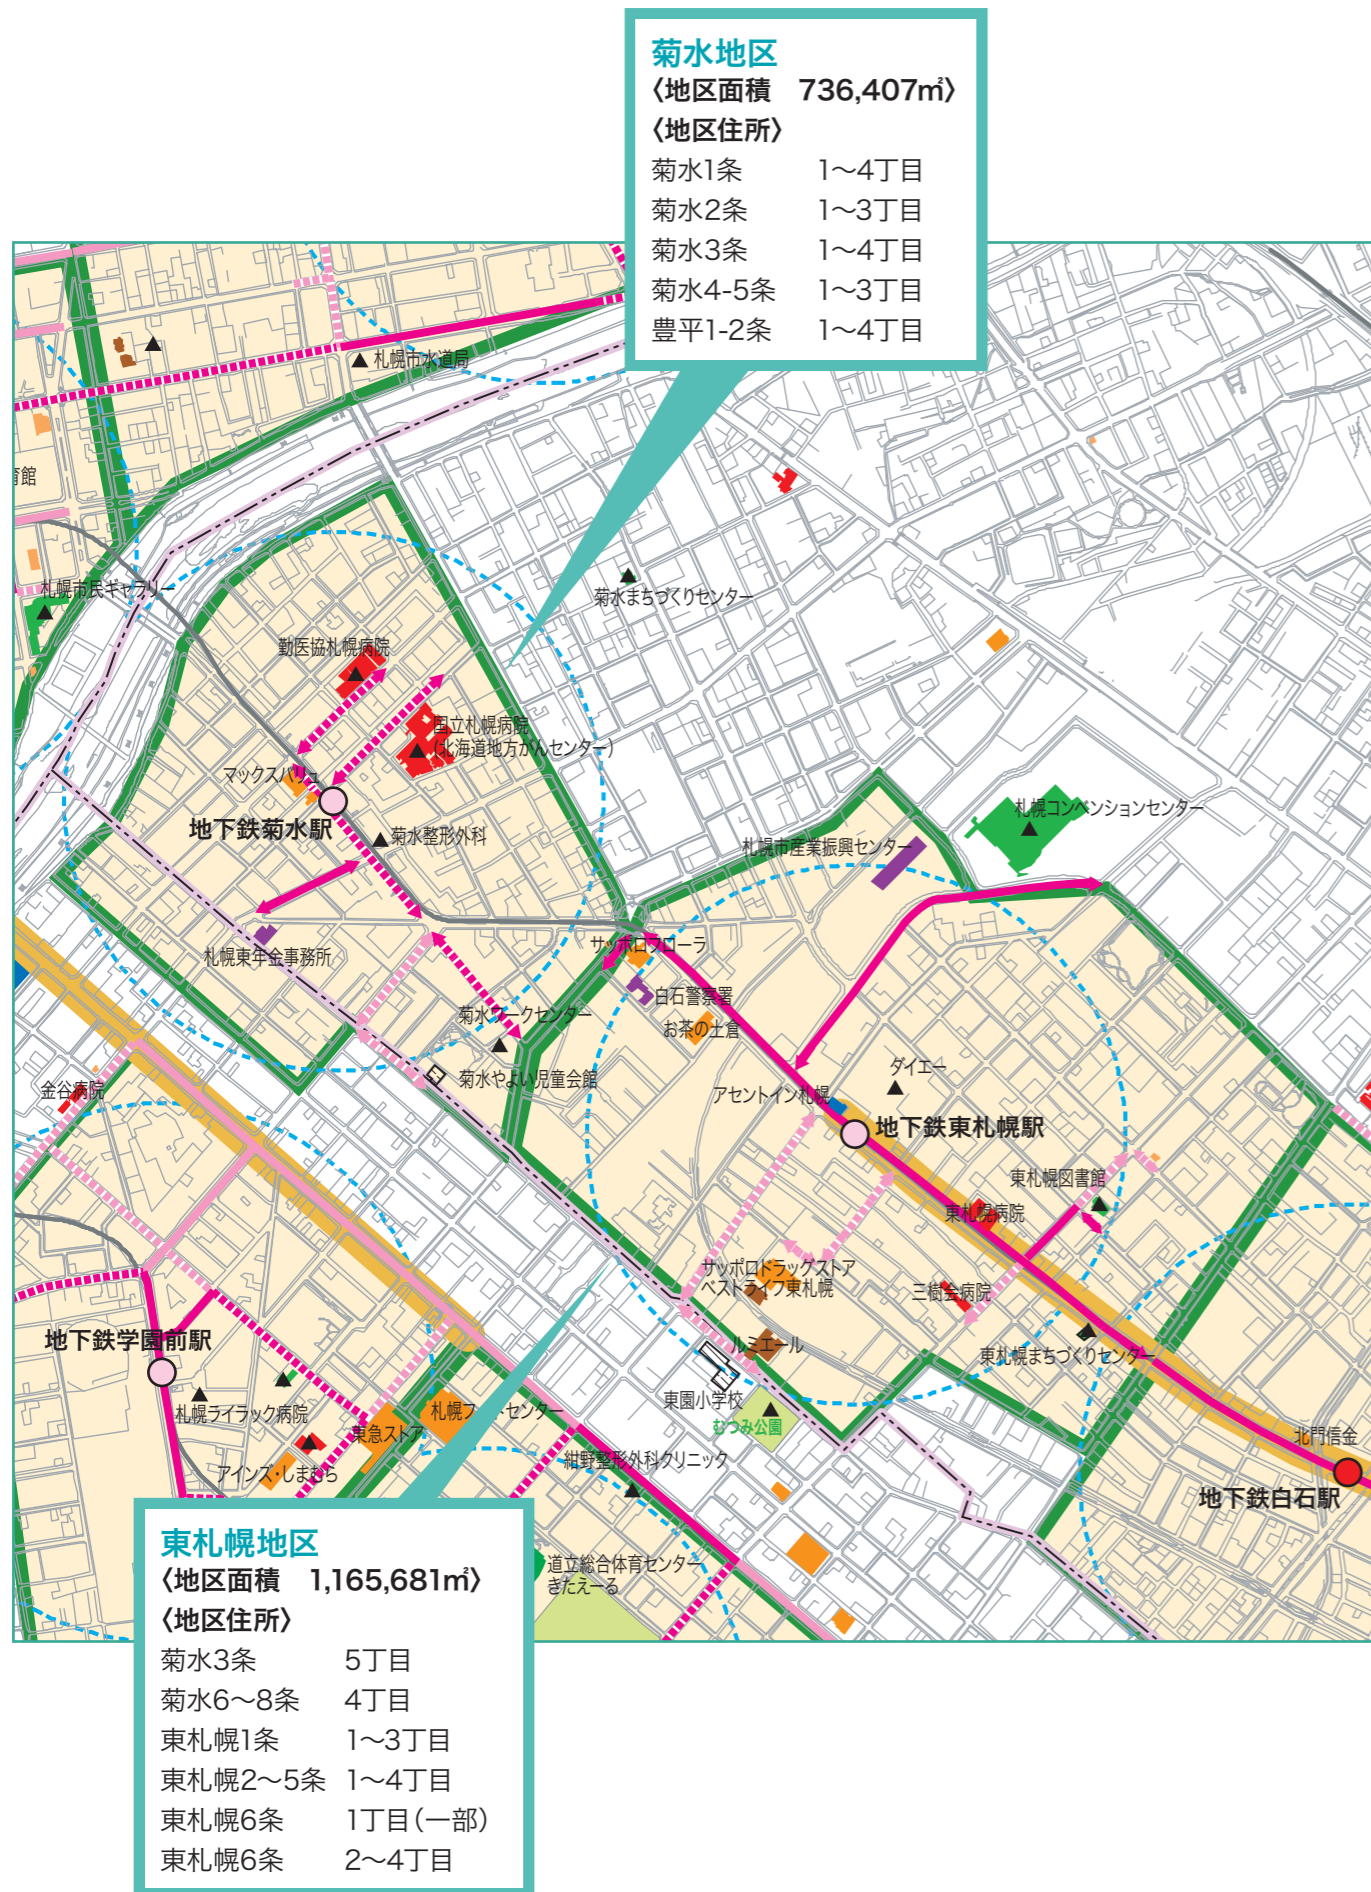 菊水地区
〈地区面積　736,407㎡〉
〈地区住所〉
菊水1条　1〜4丁目
菊水2条　1〜3丁目
菊水3条　1〜4丁目
菊水4-5条　1〜3丁目
豊平1-2条　1〜4丁目
札幌市水道局
育館
札幌市民ギャラリー
菊水まちづくりセンター
勤医協札幌病院
国立札幌病院
(北海道地方がんセンター)
マックスバリュ
地下鉄菊水駅
菊水整形外科
札幌コンベンションセンター
札幌市産業振興センター
札幌東年金事務所
サッポロフローラ
白石警察署
お茶の土倉
菊水ワークセンター
菊水やよい児童会館
金谷病院
ダイエー
アセントイン札幌
地下鉄東札幌駅
東札幌図書館
東札幌病院
サッポロドラッグストア
ベストライフ東札幌
三樹会病院
ルミエール
東札幌まちづくりセンター
東園小学校
むつみ公園
地下鉄学園前駅
札幌ライラック病院
東急ストア
札幌フードセンター
アインズ・しまむら
紺野整形外科クリニック
北門信金
地下鉄白石駅
道立総合体育センター
きたえーる
東札幌地区
〈地区面積　1,165,681㎡〉
〈地区住所〉
菊水3条　5丁目
菊水6〜8条　4丁目
東札幌1条　1〜3丁目
東札幌2〜5条　1〜4丁目
東札幌6条　1丁目(一部)
東札幌6条　2〜4丁目